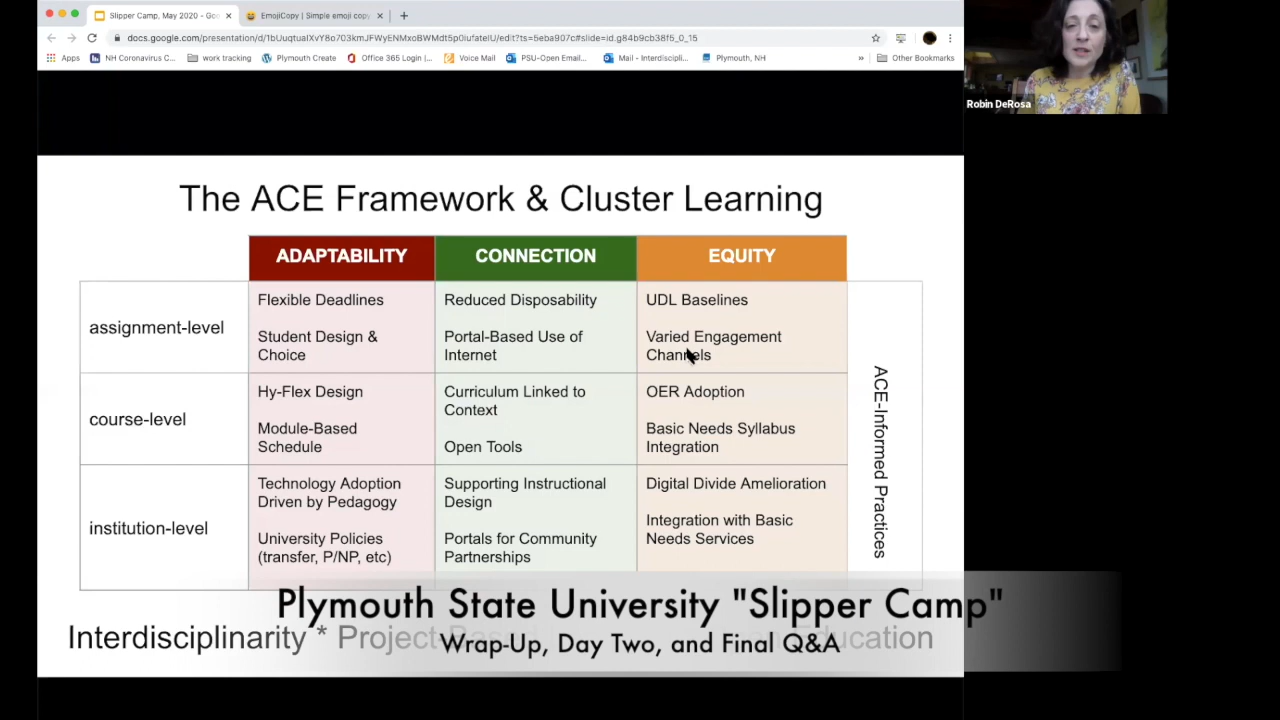 Slipper Camp, May 2020 - Goo
EmojiCopy | Simple emoji copy
docs.google.com/presentation/d/1bUuqtuaIXvY8o703kmJFWyENMxoBWMdt5p0iufateIU/edit?ts=5eba907c#slide=id.g84b9cb38f5_0_15
Apps
NH Coronavirus C...
work tracking
Plymouth Create
Office 365 Login |...
Voice Mail
PSU-Open Email...
Mail - Interdiscipli...
Plymouth, NH
»
Other Bookmarks
Robin DeRosa
The ACE Framework & Cluster Learning
ADAPTABILITY
CONNECTION
EQUITY
assignment-level
Flexible Deadlines
Student Design &
Choice
Reduced Disposability
Portal-Based Use of
Internet
UDL Baselines
Varied Engagement
Channels
course-level
Hy-Flex Design
Module-Based
Schedule
Curriculum Linked to
Context
Open Tools
OER Adoption
Basic Needs Syllabus
Integration
institution-level
Technology Adoption
Driven by Pedagogy
University Policies
(transfer, P/NP, etc)
Supporting Instructional
Design
Portals for Community
Partnerships
Digital Divide Amelioration
Integration with Basic
Needs Services
ACE-Informed Practices
Plymouth State University "Slipper Camp"
Wrap-Up, Day Two, and Final Q&A
Interdisciplinarity * Project-Based Education